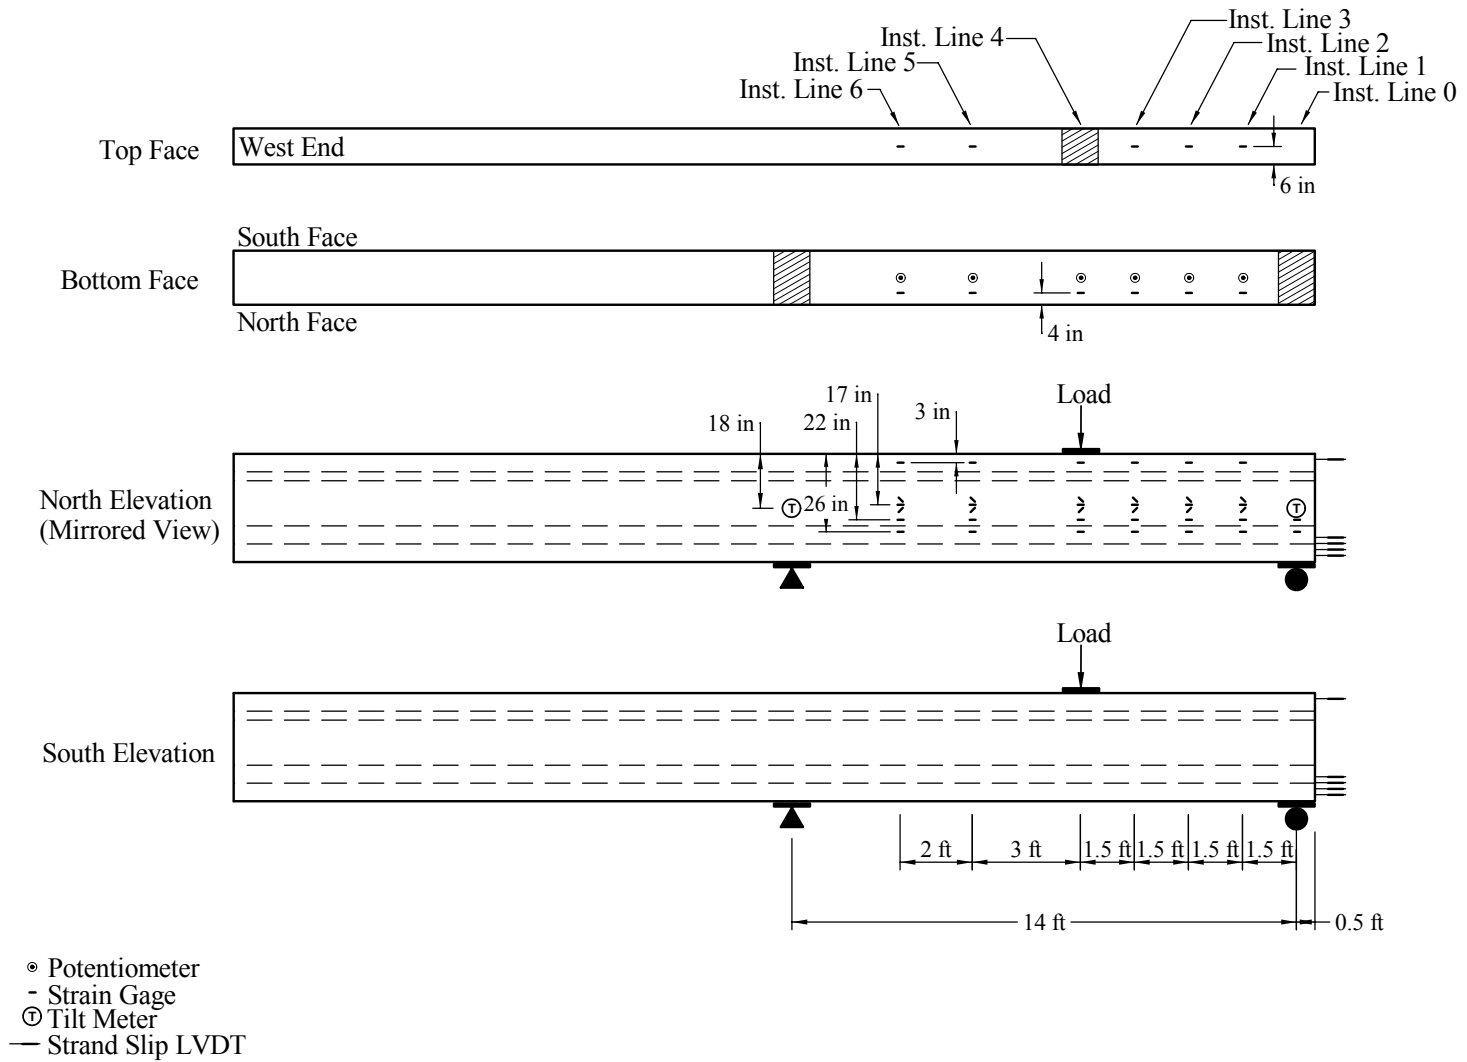 Inst. Line 3
Inst. Line 4
Inst. Line 2
Inst. Line 5
Inst. Line 1
Inst. Line 6
Inst. Line 0
Top Face
West End
6 in
South Face
Bottom Face
North Face
4 in
Load
17 in
3 in
18 in
22 in
North Elevation
(Mirrored View)
26 in
T
T
Load
South Elevation
2 ft
3 ft
1.5 ft
1.5 ft
1.5 ft
1.5 ft
14 ft
0.5 ft
Potentiometer
Strain Gage
T Tilt Meter
Strand Slip LVDT